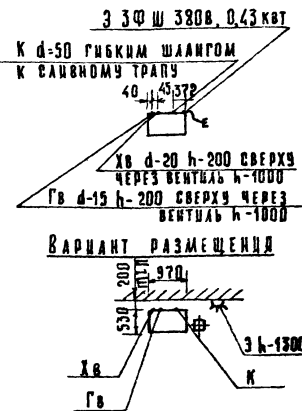 Э 3Ф Ш 380В, 0,43 кВт
К d=50 гибким шлангом
к сливному трапу
40 45 372
ХВ d-20 h-200 сверху
через вентиль h-1000
ГВ d-15 h-200 сверху через
вентиль h-1000
Вариант размещения
200
970
530
Э h-1300
ХВ
К
ГВ